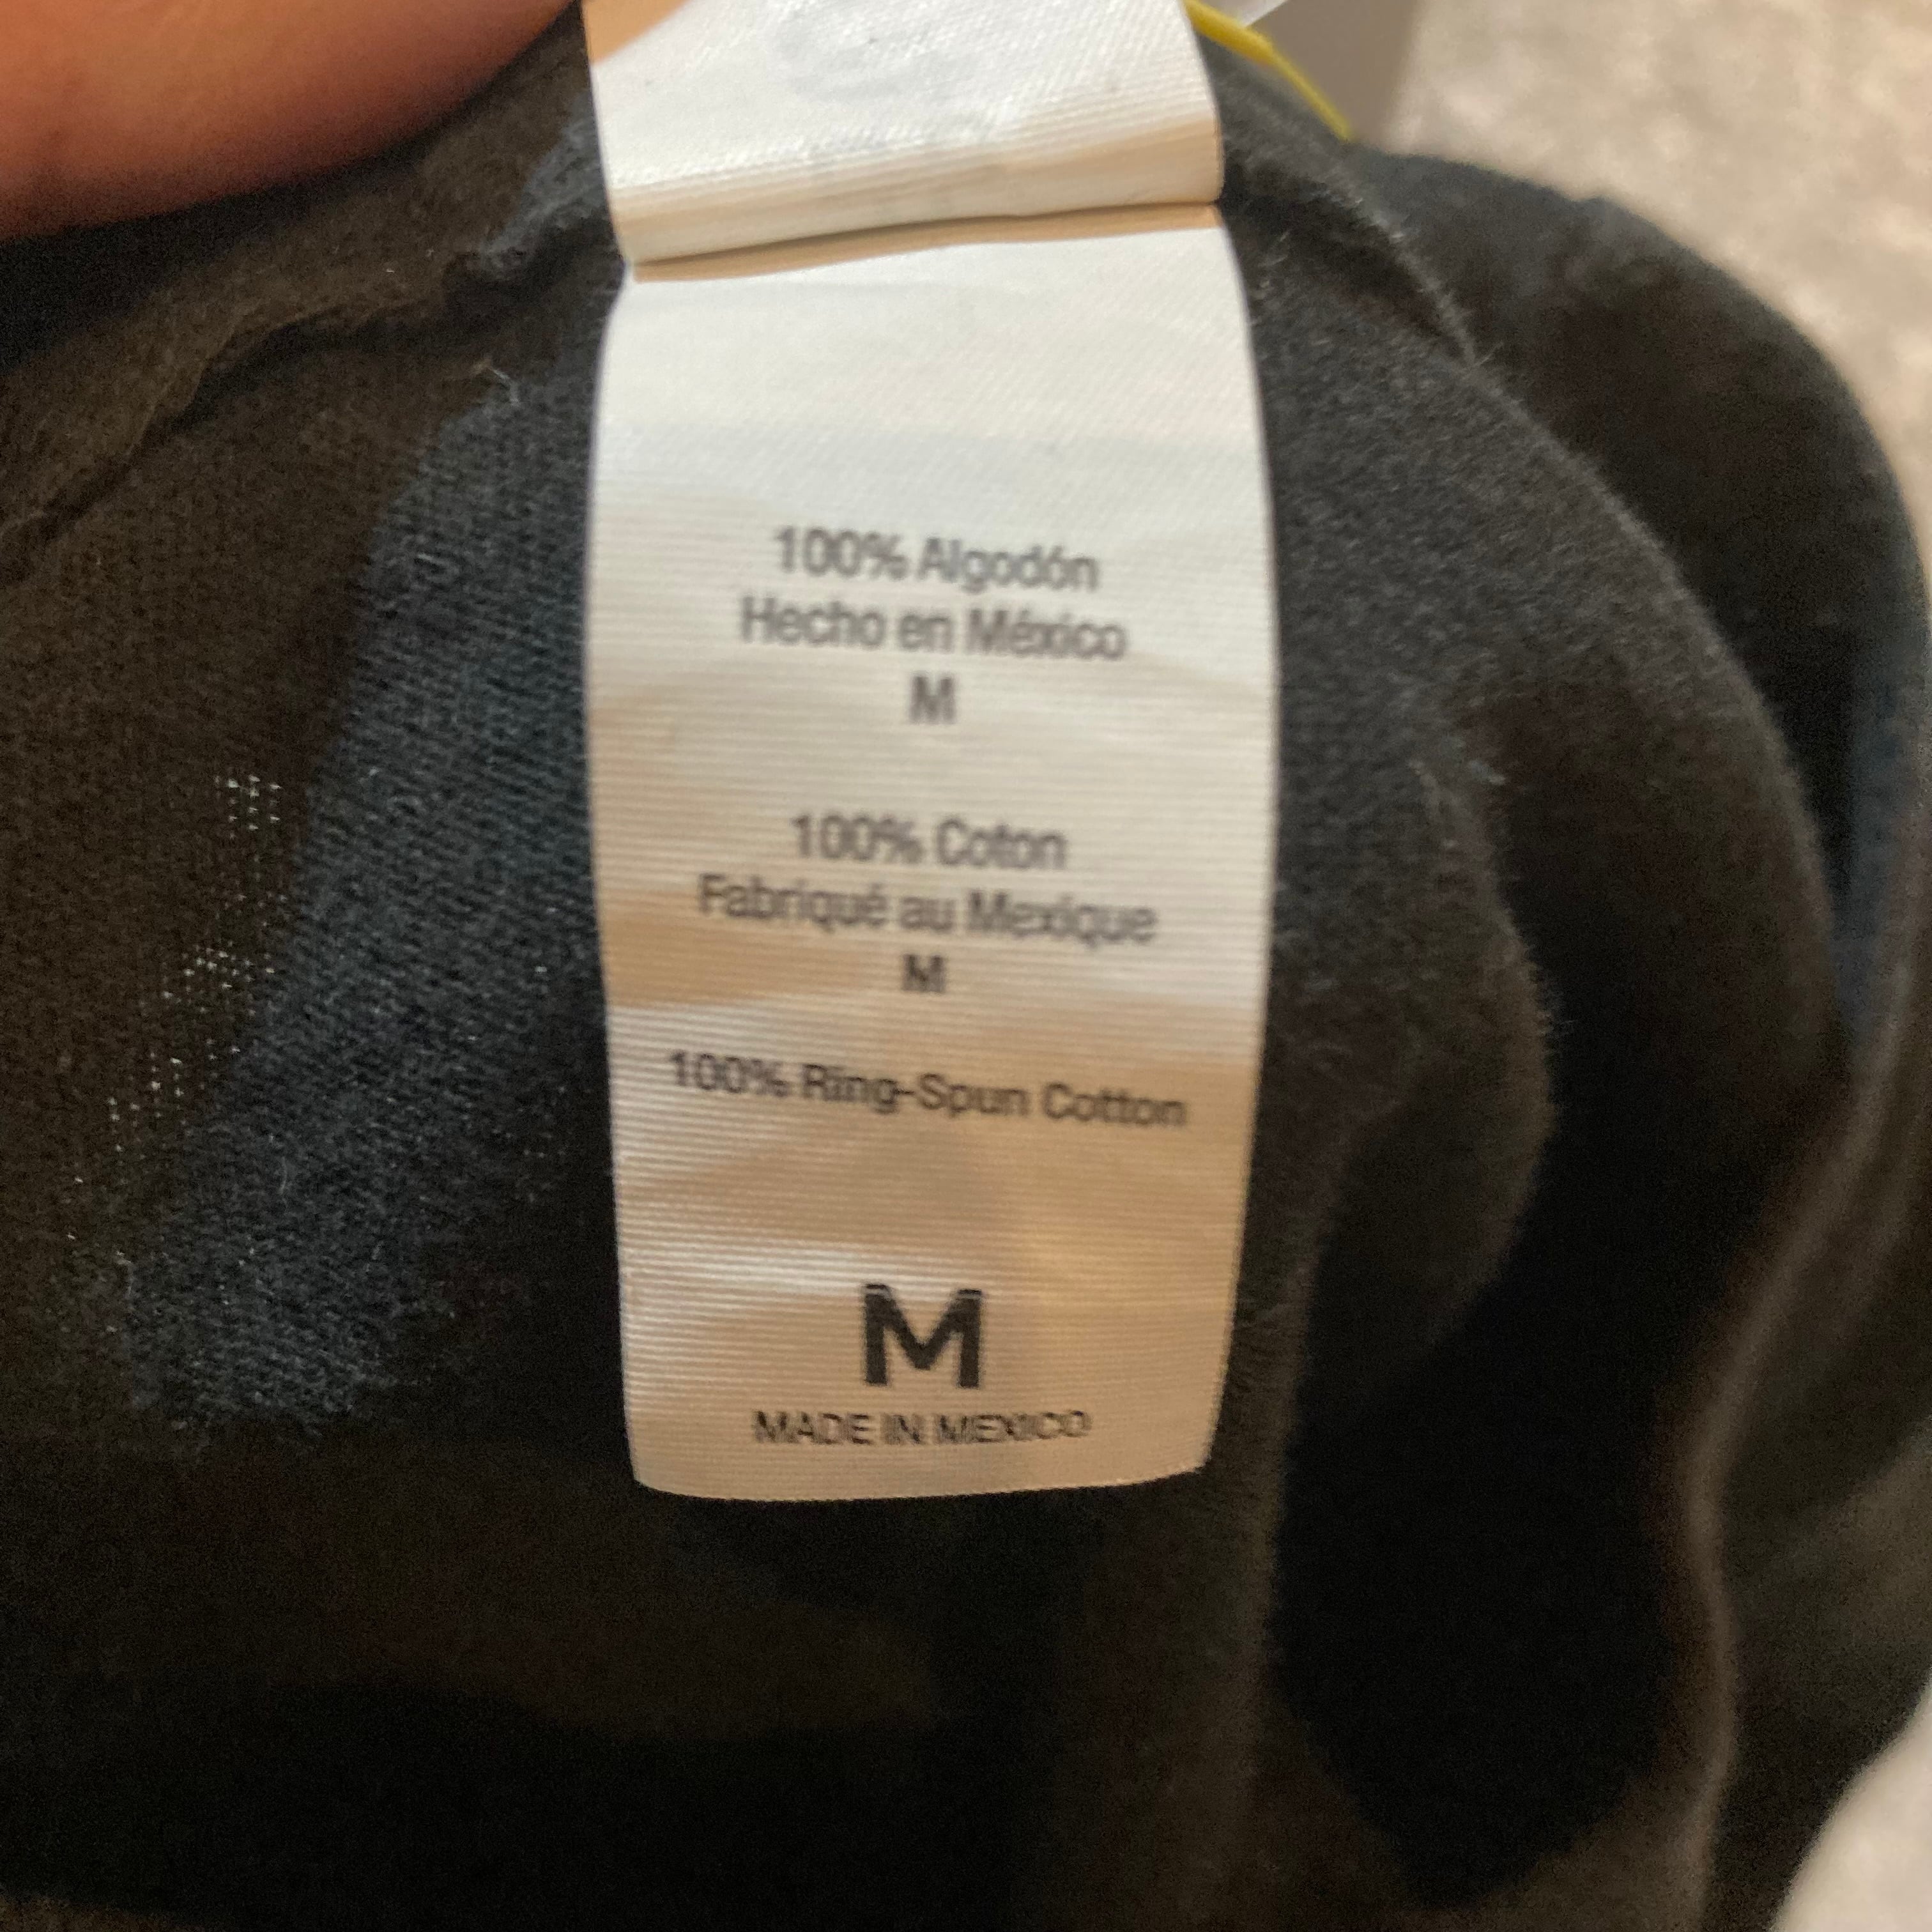 100% Algodón
Hecho en México
M
100% Coton
Fabriqué au Mexique
M
100% Ring-Spun Cotton
M
MADE IN MEXICO